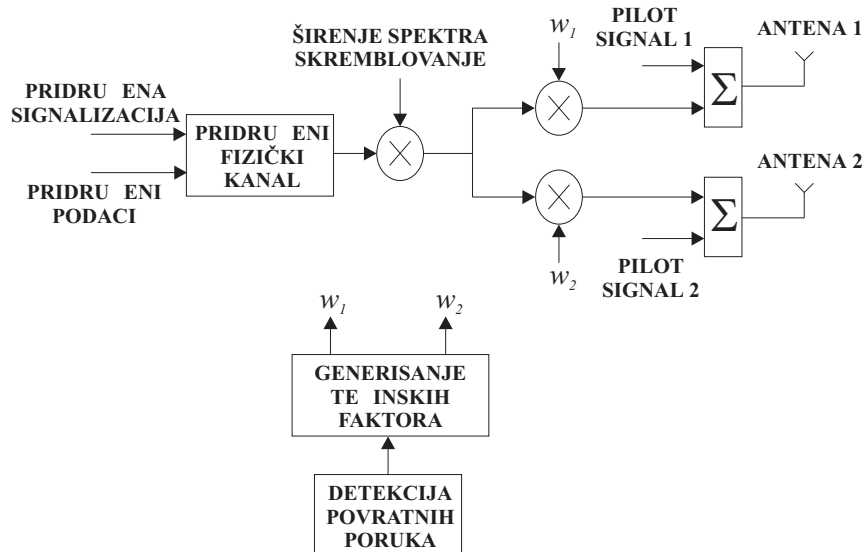 ŠIRENJE SPEKTRA
SKREMBLOVANJE
w1
PILOT
SIGNAL 1
ANTENA 1
PRIDRU ENA
SIGNALIZACIJA
PRIDRU ENI
FIZIČKI
KANAL
Σ
PRIDRU ENI
PODACI
ANTENA 2
Σ
w2
PILOT
SIGNAL 2
w1
w2
GENERISANJE
TE INSKIH
FAKTORA
DETEKCIJA
POVRATNIH
PORUKA